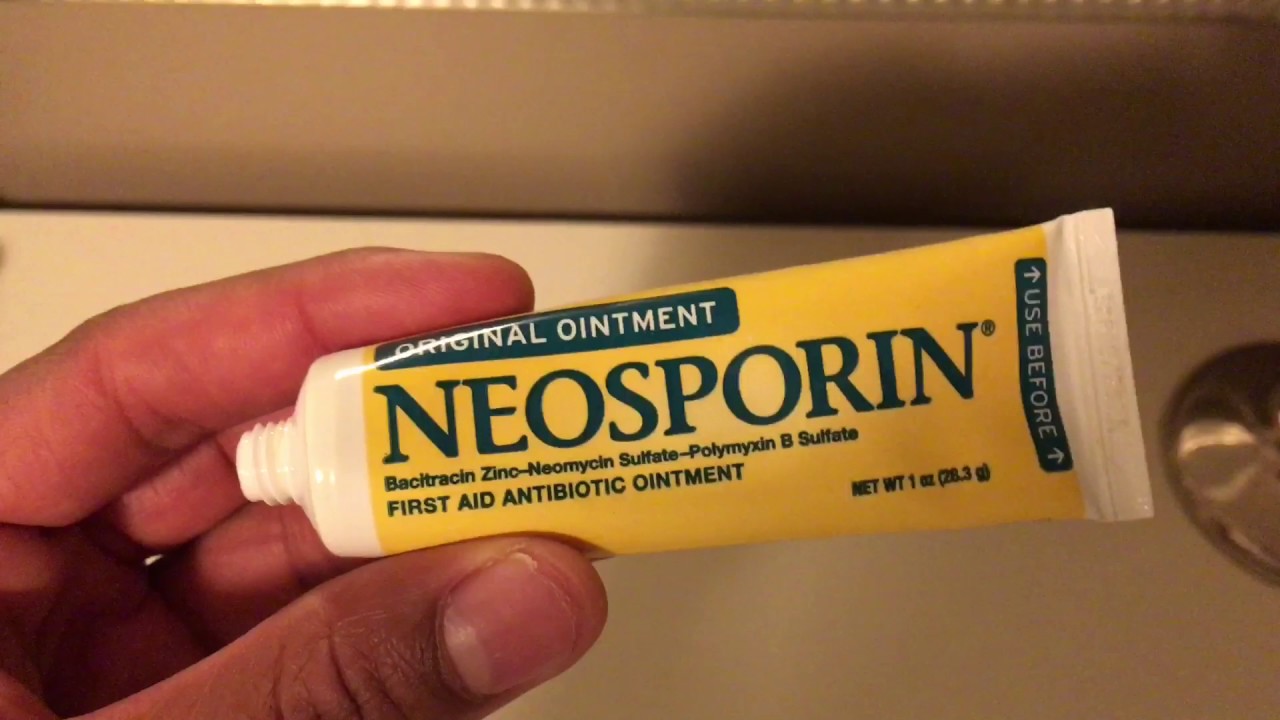 ORIGINAL OINTMENT
NEOSPORIN®
Bacitracin Zinc–Neomycin Sulfate–Polymyxin B Sulfate
FIRST AID ANTIBIOTIC OINTMENT
NET WT 1 oz (28.3 g)
↑ USE BEFORE ↑